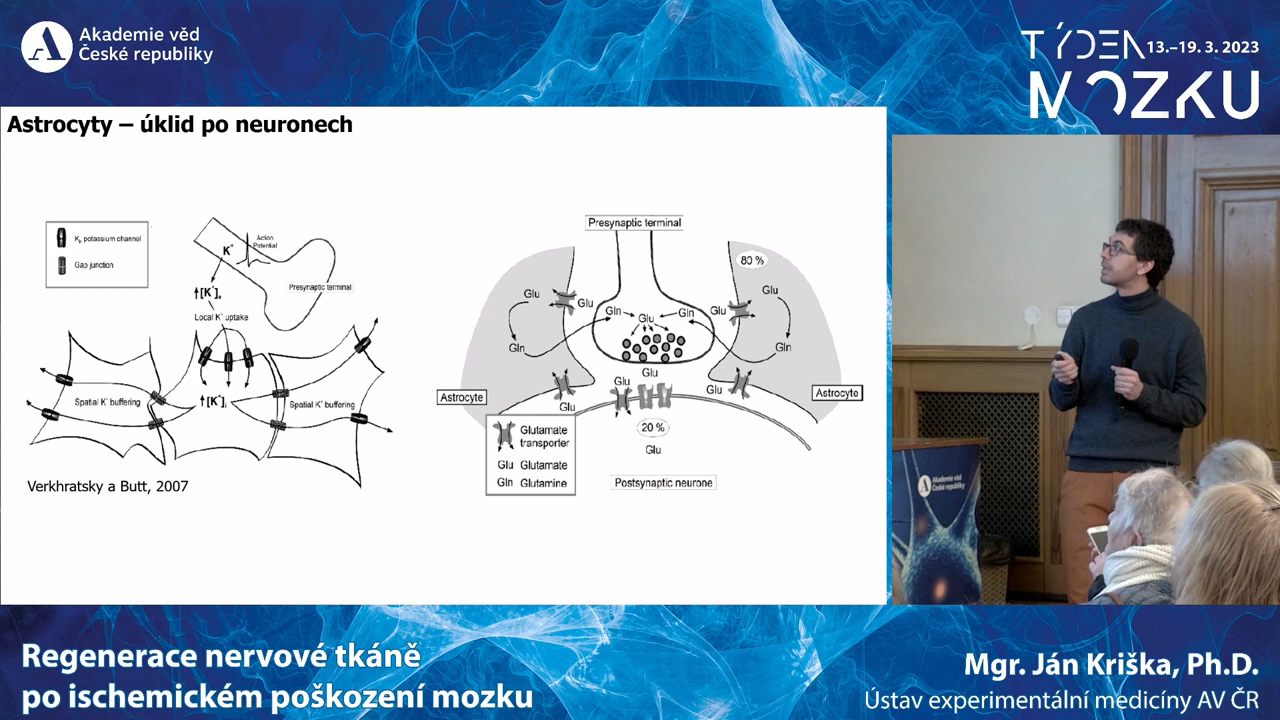 Akademie věd
České republiky
TÝDEN 13.–19. 3. 2023
MOZKU
Astrocyty – úklid po neuronech
Kir potassium channel
Gap junction
K+
Action
Potential
↑[K+]o
Presynaptic terminal
Local K+ uptake
Spatial K+ buffering
↑[K+]i
Spatial K+ buffering
Verkhratsky a Butt, 2007
Presynaptic terminal
80 %
Glu
Glu
Gln
Glu
Gln
Glu
Glu
Gln
Gln
Glu
Glu
Glu
Glu
Astrocyte
Astrocyte
20 %
Glu
Glutamate
transporter
Glu Glutamate
Gln Glutamine
Postsynaptic neurone
Akademie věd
České republiky
Regenerace nervové tkáně
po ischemickém poškození mozku
Mgr. Ján Kriška, Ph.D.
Ústav experimentální medicíny AV ČR